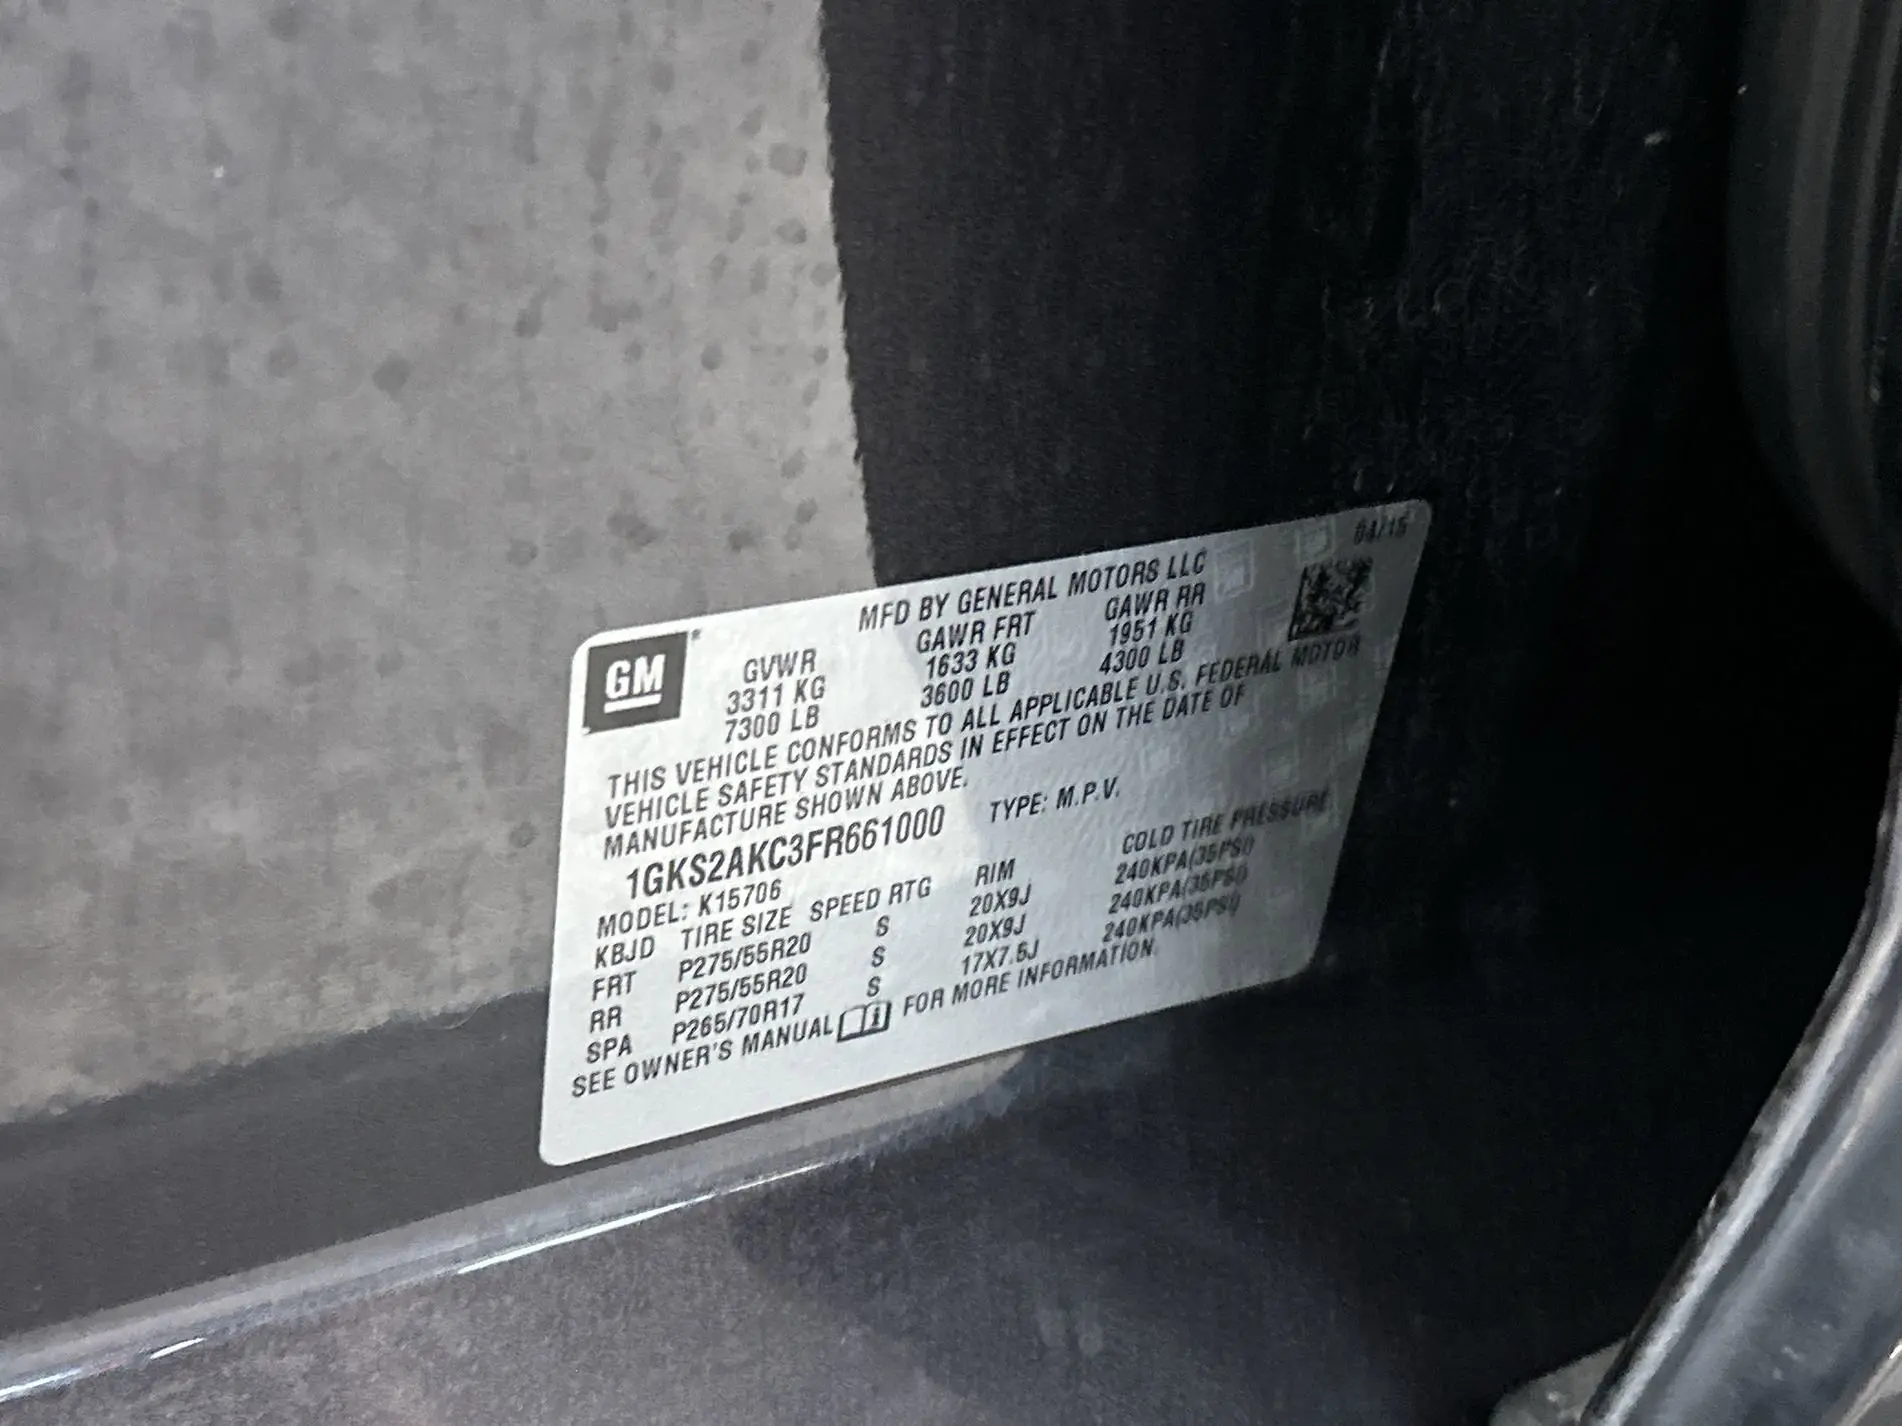 04/15
MFD BY GENERAL MOTORS LLC
GM
GVWR GAWR FRT GAWR RR
3311 KG 1633 KG 1951 KG
7300 LB 3600 LB 4300 LB
THIS VEHICLE CONFORMS TO ALL APPLICABLE U.S. FEDERAL MOTOR
VEHICLE SAFETY STANDARDS IN EFFECT ON THE DATE OF
MANUFACTURE SHOWN ABOVE.
1GKS2AKC3FR661000 TYPE: M.P.V.
MODEL: K15706
KBJD TIRE SIZE SPEED RTG RIM COLD TIRE PRESSURE
FRT P275/55R20 S 20X9J 240KPA(35PSI)
RR P275/55R20 S 20X9J 240KPA(35PSI)
SPA P265/70R17 S 17X7.5J 240KPA(35PSI)
SEE OWNER'S MANUAL FOR MORE INFORMATION.